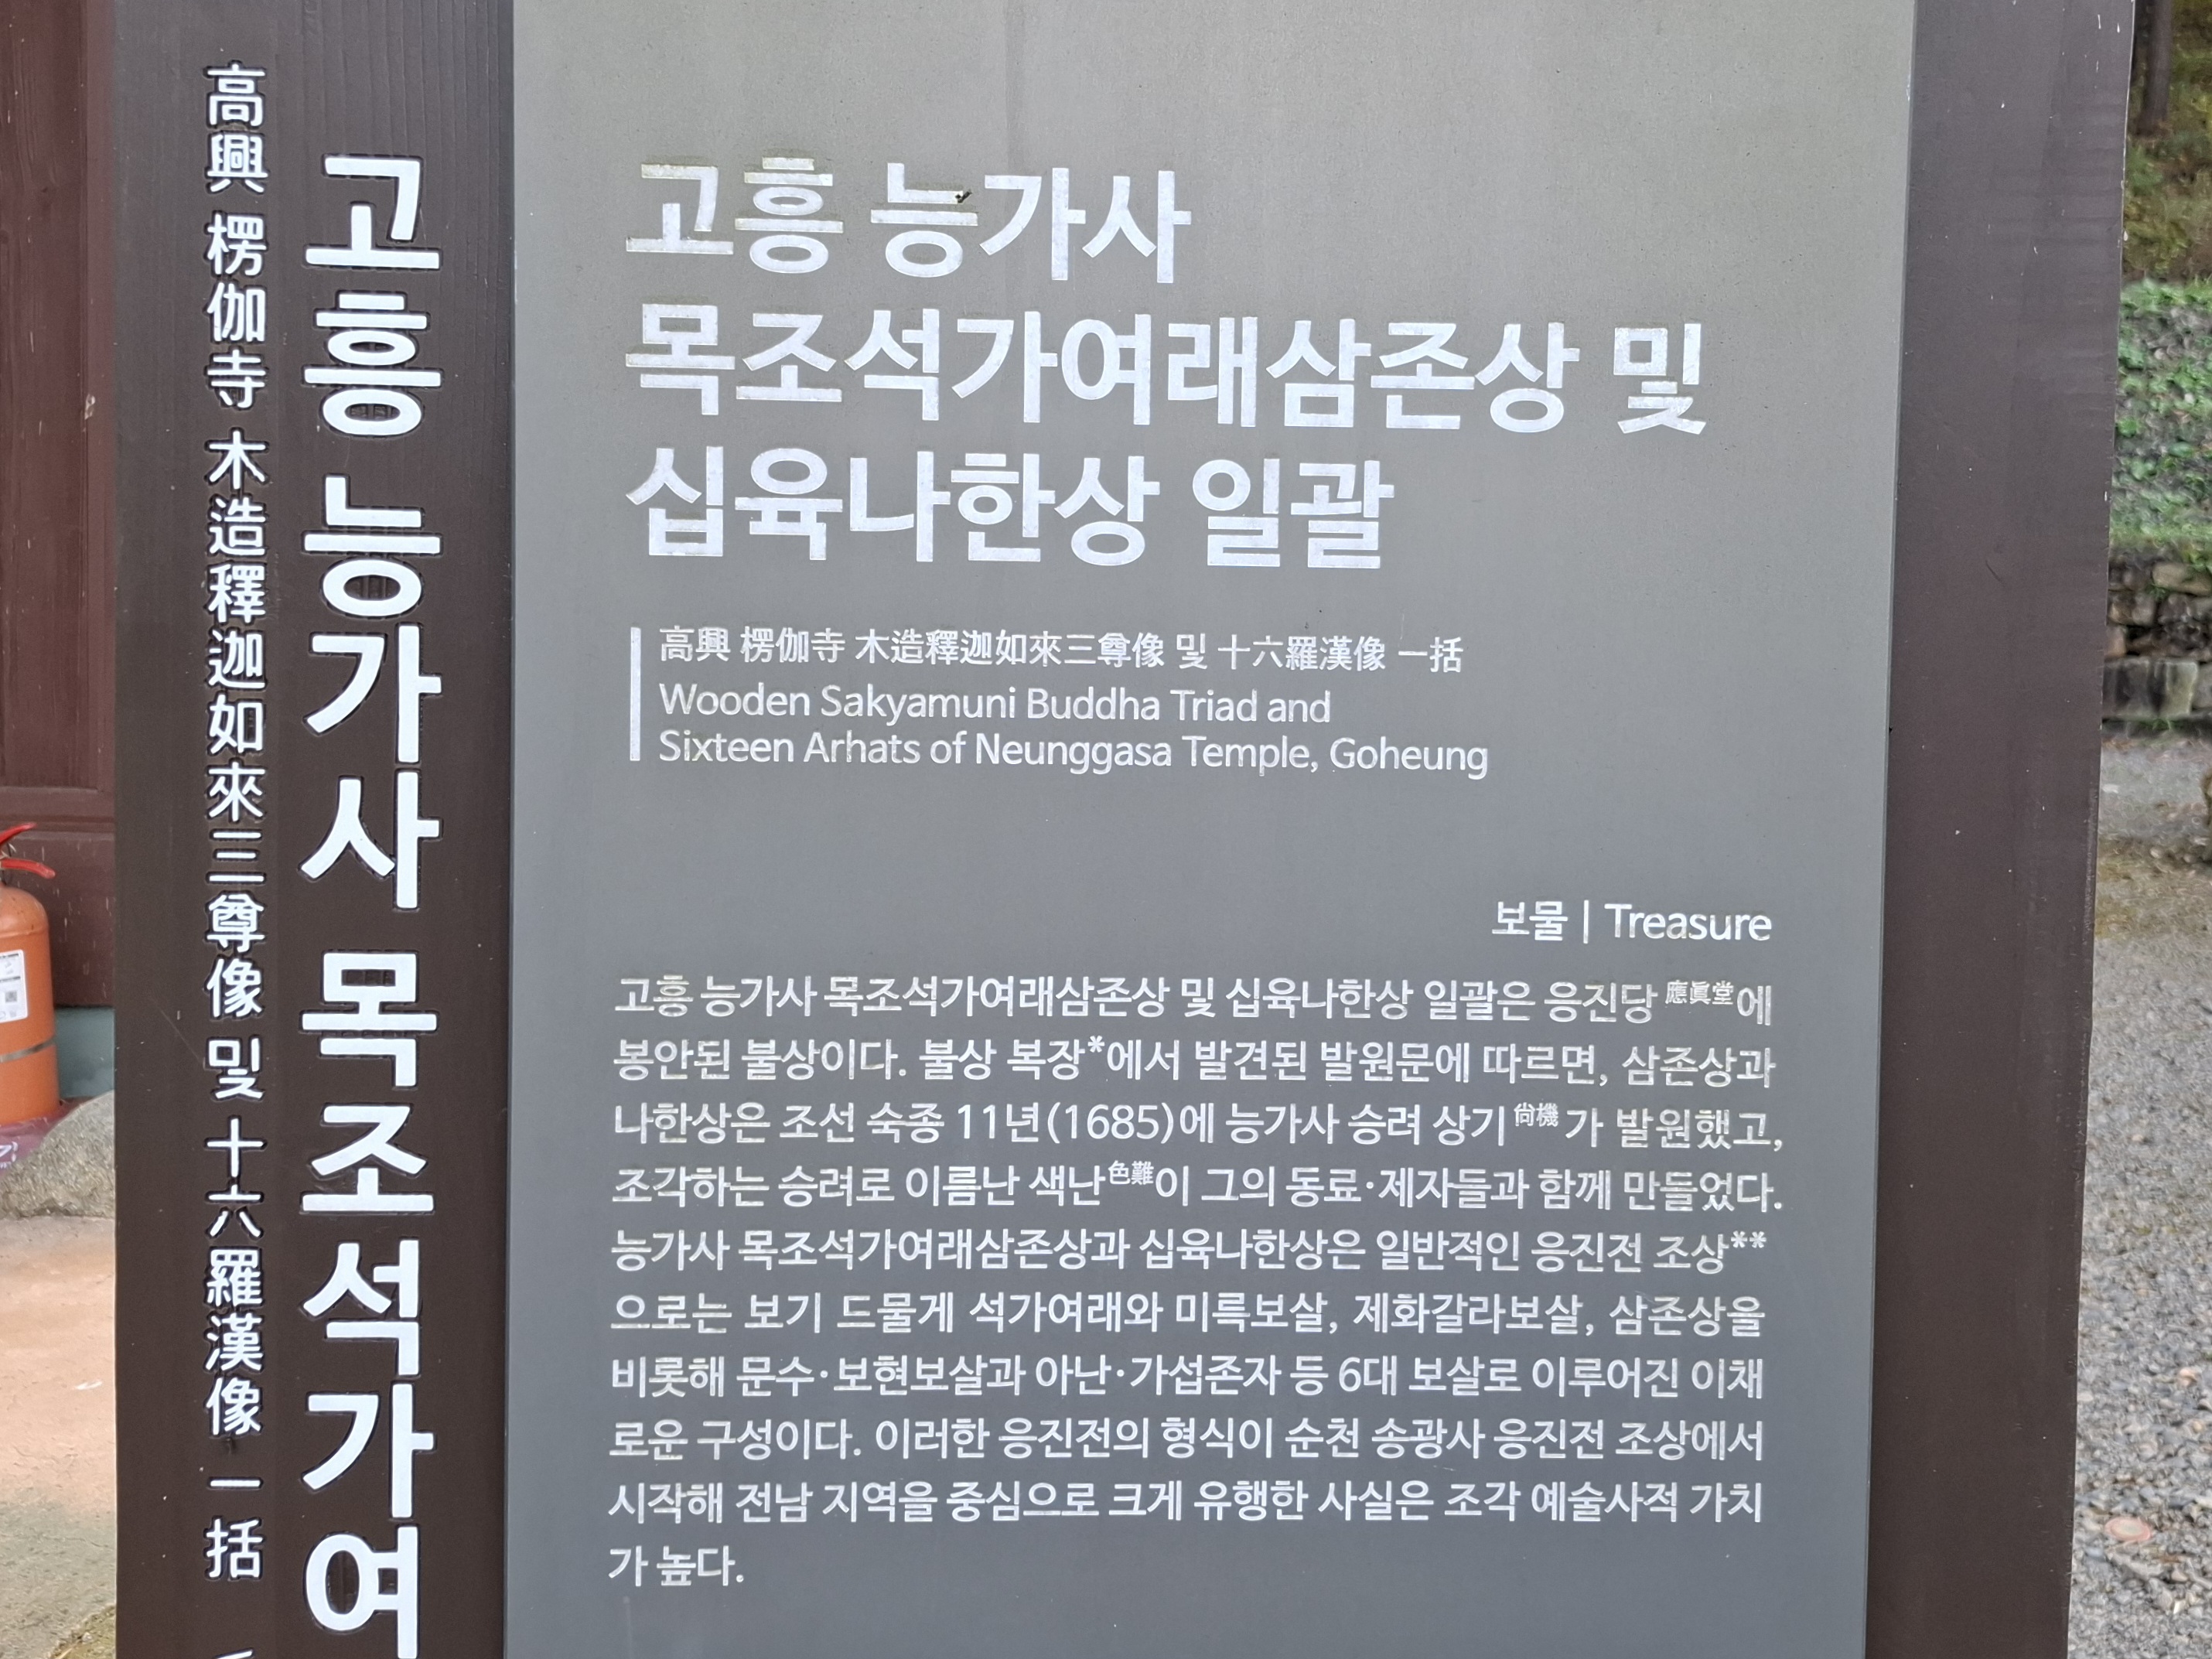 高興 楞伽寺 木造釋迦如來三尊像 및 十六羅漢像 一括
고흥 능가사 목조석가여
고흥 능가사
목조석가여래삼존상 및
십육나한상 일괄
高興 楞伽寺 木造釋迦如來三尊像 및 十六羅漢像 一括
Wooden Sakyamuni Buddha Triad and
Sixteen Arhats of Neunggasa Temple, Goheung
보물 | Treasure
고흥 능가사 목조석가여래삼존상 및 십육나한상 일괄은 응진당應眞堂에
봉안된 불상이다. 불상 복장*에서 발견된 발원문에 따르면, 삼존상과
나한상은 조선 숙종 11년(1685)에 능가사 승려 상기尙機가 발원했고,
조각하는 승려로 이름난 색난色難이 그의 동료·제자들과 함께 만들었다.
능가사 목조석가여래삼존상과 십육나한상은 일반적인 응진전 조상**
으로는 보기 드물게 석가여래와 미륵보살, 제화갈라보살, 삼존상을
비롯해 문수·보현보살과 아난·가섭존자 등 6대 보살로 이루어진 이채
로운 구성이다. 이러한 응진전의 형식이 순천 송광사 응진전 조상에서
시작해 전남 지역을 중심으로 크게 유행한 사실은 조각 예술사적 가치
가 높다.